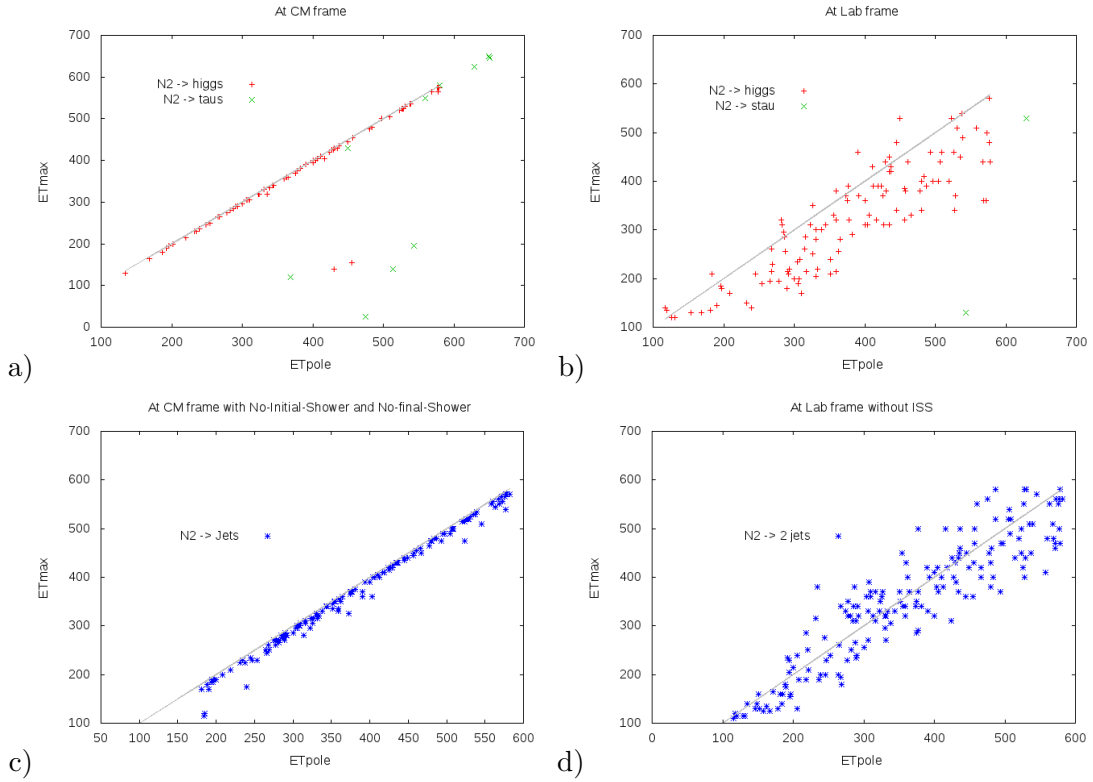 At CM frame
700
600
500
400
300
200
100
0
ETmax
N2 -> higgs
N2 -> taus
100 200 300 400 500 600 700
ETpole
a)
At Lab frame
700
600
500
400
300
200
100
ETmax
N2 -> higgs
N2 -> stau
100 200 300 400 500 600 700
ETpole
b)
At CM frame with No-Initial-Shower and No-final-Shower
700
600
500
400
300
200
100
ETmax
N2 -> Jets
50 100 150 200 250 300 350 400 450 500 550 600
ETpole
c)
At Lab frame without ISS
700
600
500
400
300
200
100
ETmax
N2 -> 2 jets
0 100 200 300 400 500 600
ETpole
d)